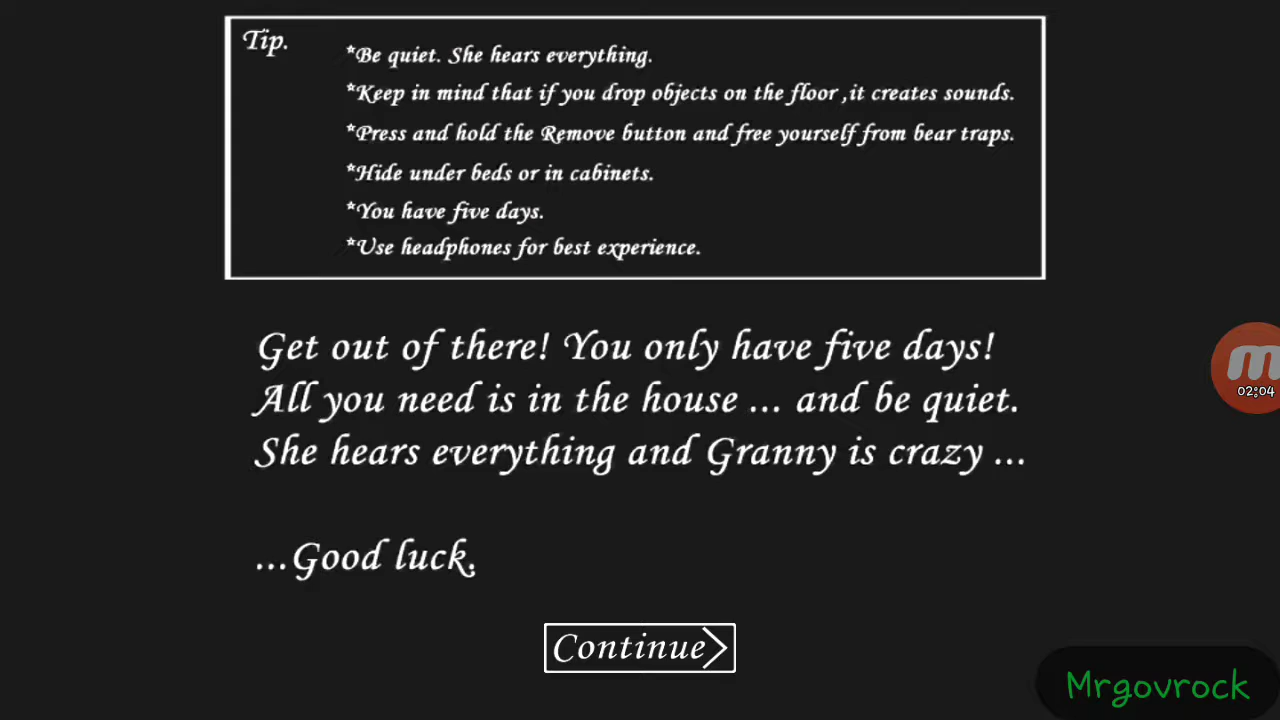 Tip.
*Be quiet. She hears everything.
*Keep in mind that if you drop objects on the floor ,it creates sounds.
*Press and hold the Remove button and free yourself from bear traps.
*Hide under beds or in cabinets.
*You have five days.
*Use headphones for best experience.
Get out of there! You only have five days!
All you need is in the house ... and be quiet.
She hears everything and Granny is crazy ...
...Good luck.
Continue
02:04
Mrgovrock